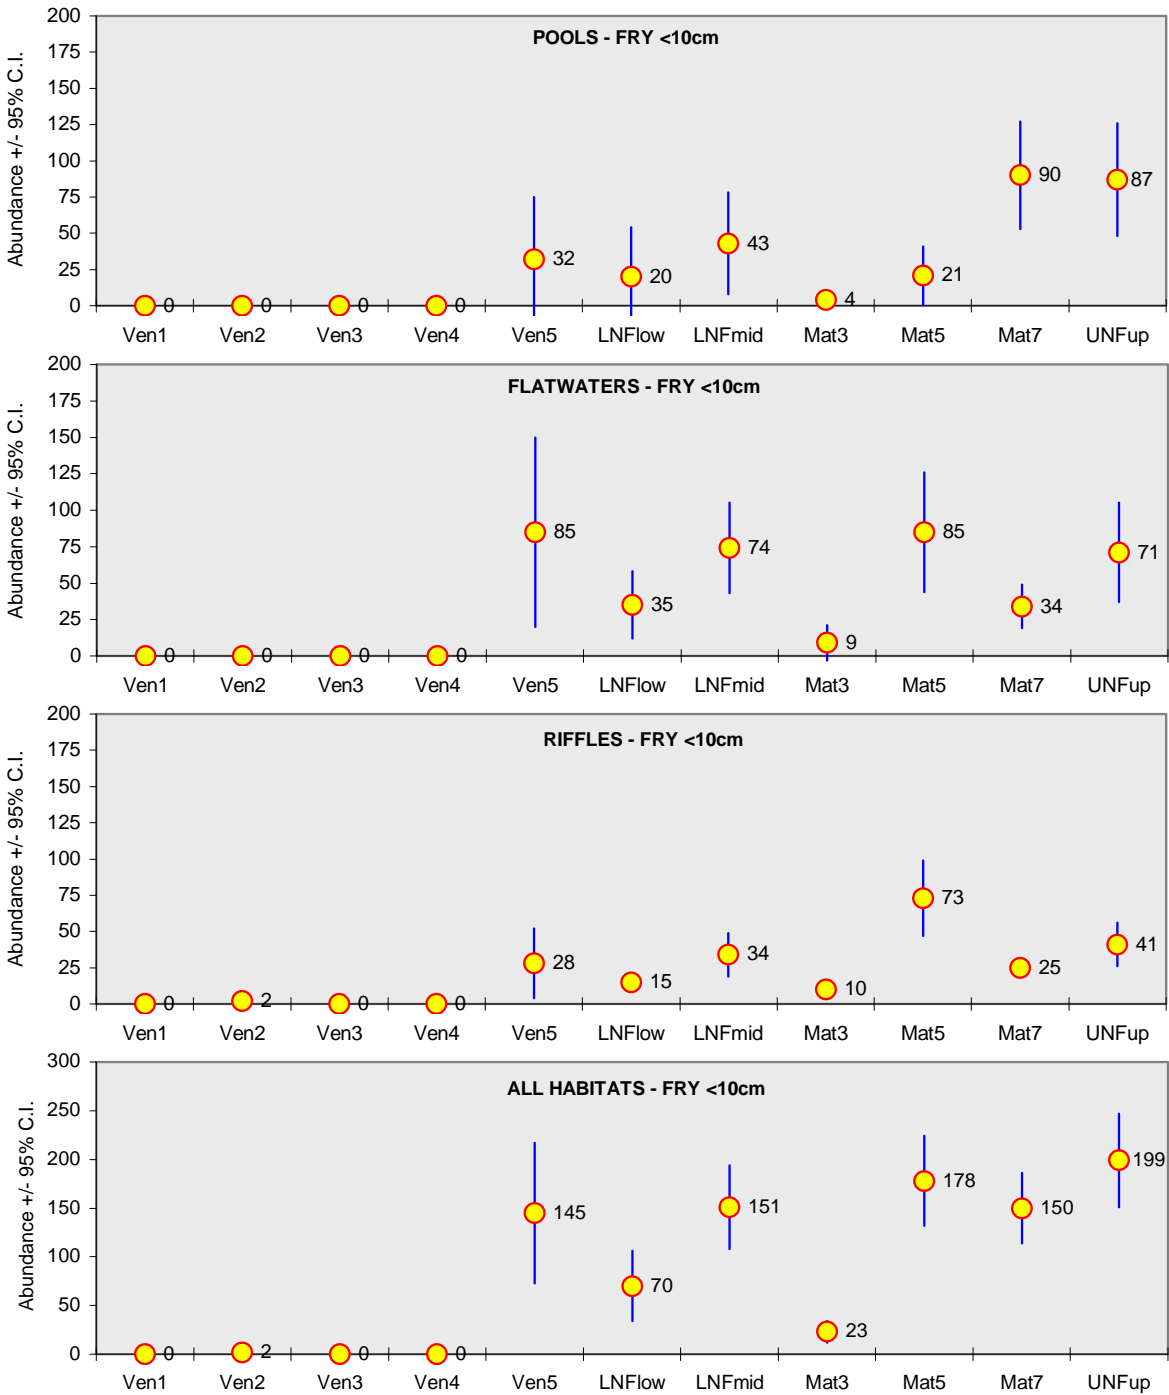 POOLS - FRY <10cm
Abundance +/- 95% C.I.
200
175
150
125
100
75
50
25
0
0 0 0 0 32 20 43 4 21 90 87
Ven1 Ven2 Ven3 Ven4 Ven5 LNFlow LNFmid Mat3 Mat5 Mat7 UNFup
FLATWATERS - FRY <10cm
Abundance +/- 95% C.I.
200
175
150
125
100
75
50
25
0
0 0 0 0 85 35 74 9 85 34 71
Ven1 Ven2 Ven3 Ven4 Ven5 LNFlow LNFmid Mat3 Mat5 Mat7 UNFup
RIFFLES - FRY <10cm
Abundance +/- 95% C.I.
200
175
150
125
100
75
50
25
0
0 2 0 0 28 15 34 10 73 25 41
Ven1 Ven2 Ven3 Ven4 Ven5 LNFlow LNFmid Mat3 Mat5 Mat7 UNFup
ALL HABITATS - FRY <10cm
Abundance +/- 95% C.I.
300
250
200
150
100
50
0
0 2 0 0 145 70 151 23 178 150 199
Ven1 Ven2 Ven3 Ven4 Ven5 LNFlow LNFmid Mat3 Mat5 Mat7 UNFup